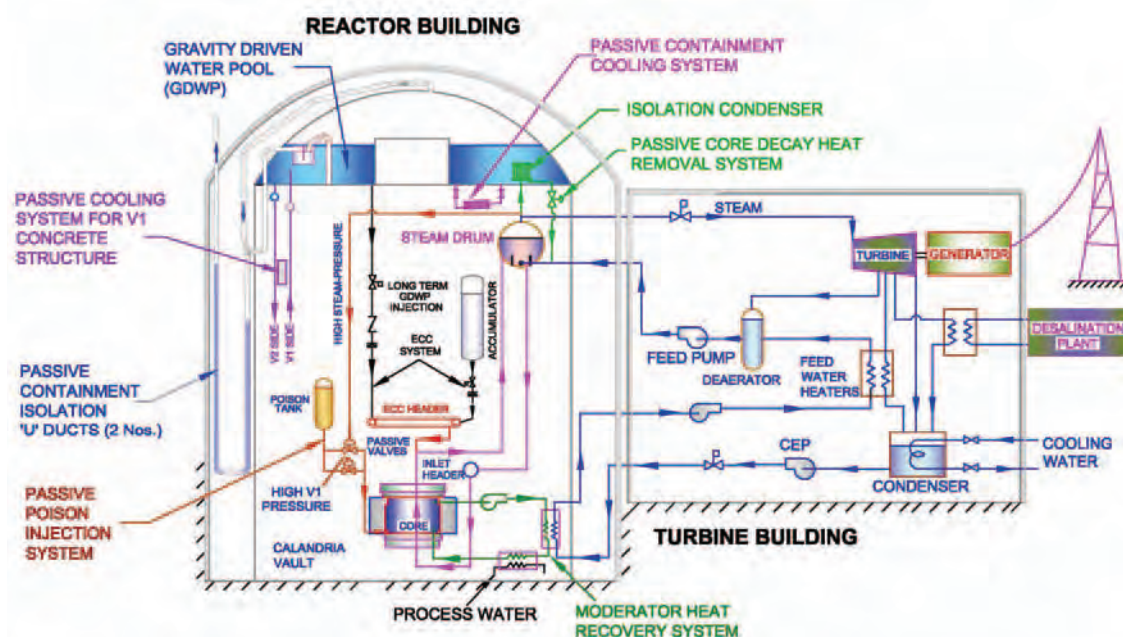 REACTOR BUILDING
GRAVITY DRIVEN
WATER POOL
(GDWP)
PASSIVE CONTAINMENT
COOLING SYSTEM
ISOLATION CONDENSER
PASSIVE CORE DECAY HEAT
REMOVAL SYSTEM
PASSIVE COOLING
SYSTEM FOR V1
CONCRETE
STRUCTURE
STEAM DRUM
HIGH STEAM-PRESSURE
LONG TERM
GDWP
INJECTION
ACCUMULATOR
ECC
SYSTEM
V2 SIDE
V1 SIDE
P
STEAM
TURBINE
GENERATOR
DESALINATION
PLANT
FEED PUMP
DEAERATOR
FEED
WATER
HEATERS
PASSIVE
CONTAINMENT
ISOLATION
'U' DUCTS (2 Nos.)
POISON
TANK
ECC HEADER
PASSIVE
VALVES
INLET
HEADER
HIGH V1
PRESSURE
P
CEP
COOLING
WATER
CONDENSER
PASSIVE
POISON
INJECTION
SYSTEM
CORE
CALANDRIA
VAULT
TURBINE BUILDING
PROCESS WATER
MODERATOR HEAT
RECOVERY SYSTEM